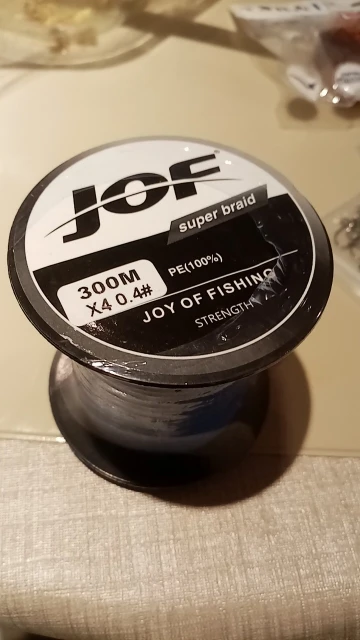 JOF
super braid
300M
X4 0.4#
PE(100%)
JOY OF FISHING
STRENGTH